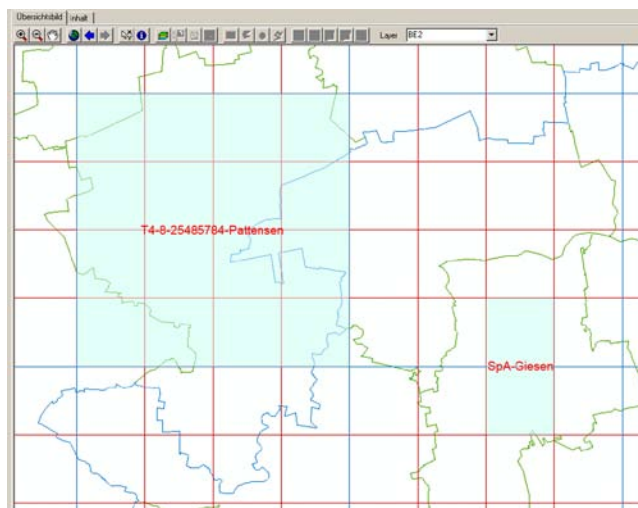 Übersichtsbild Inhalt
Layer BE2
T4-8-25485784-Pattensen
SpA-Giesen